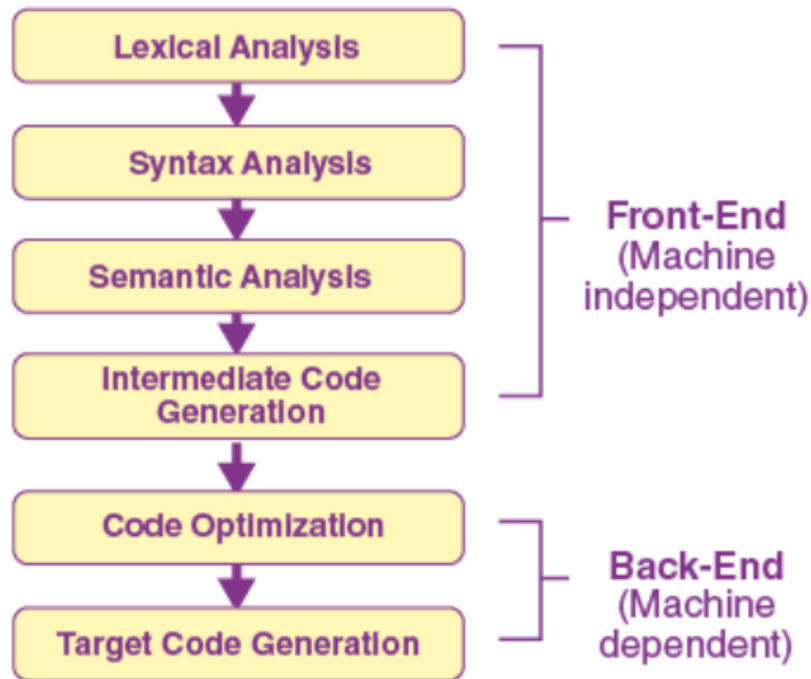 Lexical Analysis
Syntax Analysis
Semantic Analysis
Intermediate Code
Generation
Code Optimization
Target Code Generation
Front-End
(Machine
independent)
Back-End
(Machine
dependent)